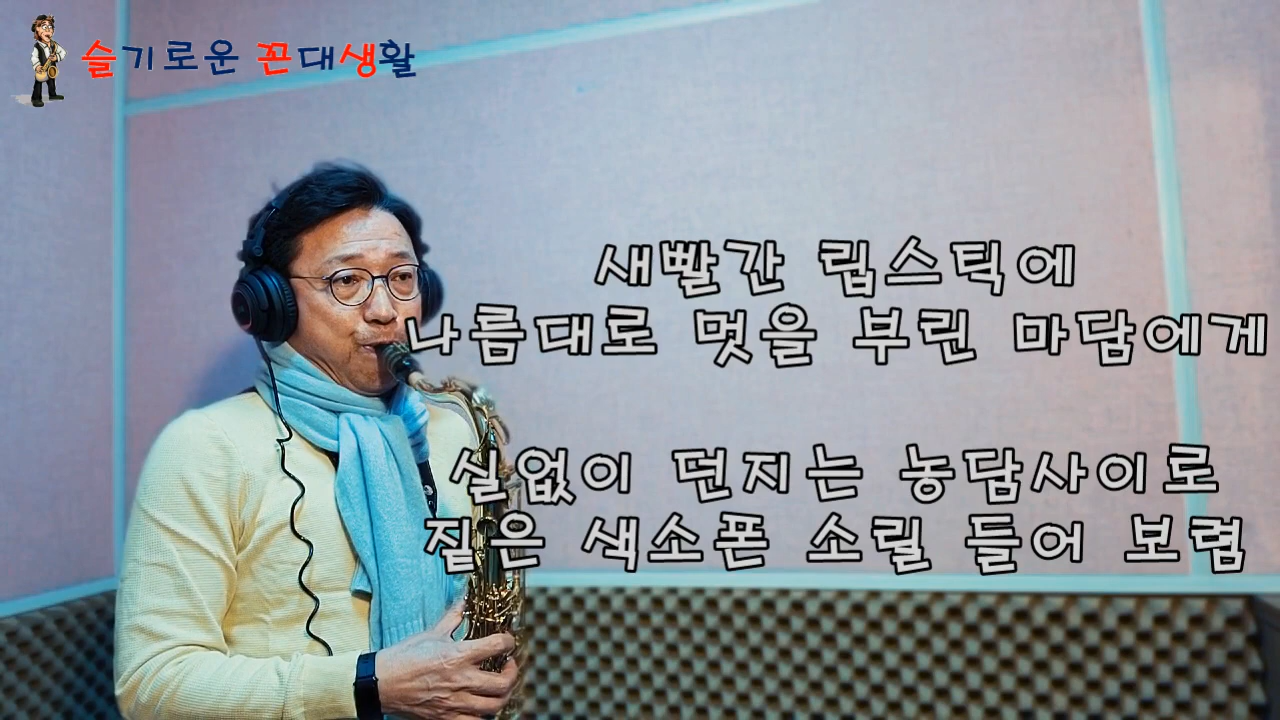 슬기로운 꼰대생활
새빨간 립스틱에
나름대로 멋을 부린 마담에게
실없이 던지는 농담사이로
짙은 색소폰 소릴 들어 보렴